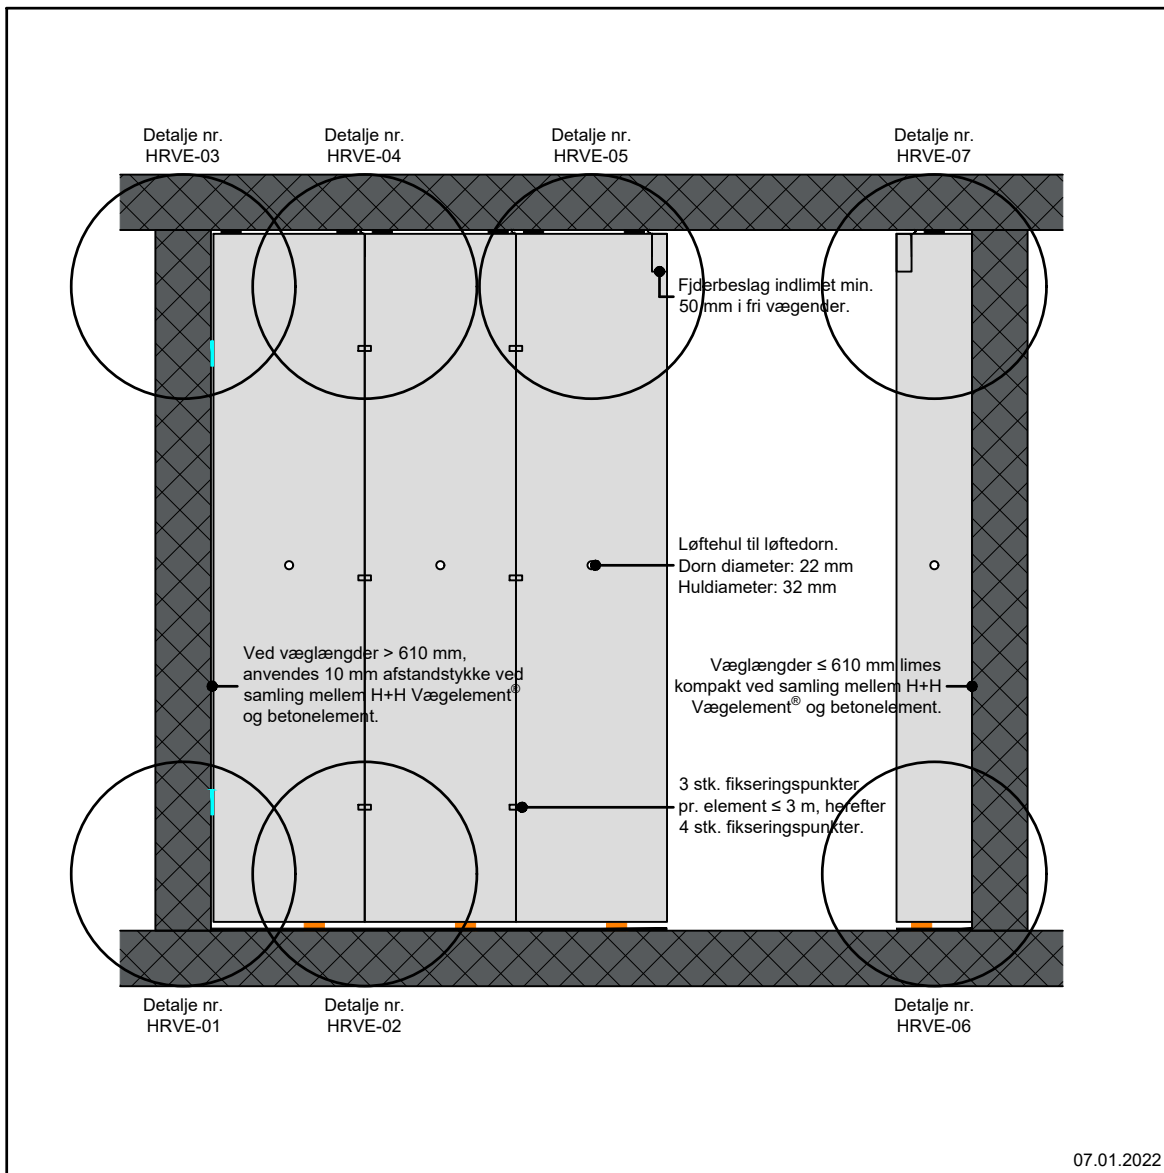 Detalje nr.
HRVE-03
Detalje nr.
HRVE-04
Detalje nr.
HRVE-05
Detalje nr.
HRVE-07
Fjderbeslag indlimet min.
50 mm i fri vægender.
Løftehul til løftedorn.
Dorn diameter: 22 mm
Huldiameter: 32 mm
Ved væglængder > 610 mm,
anvendes 10 mm afstandstykke ved
samling mellem H+H Vægelement®
og betonelement.
Væglængder ≤ 610 mm limes
kompakt ved samling mellem H+H
Vægelement® og betonelement.
3 stk. fikseringspunkter
pr. element ≤ 3 m, herefter
4 stk. fikseringspunkter.
Detalje nr.
HRVE-01
Detalje nr.
HRVE-02
Detalje nr.
HRVE-06
07.01.2022